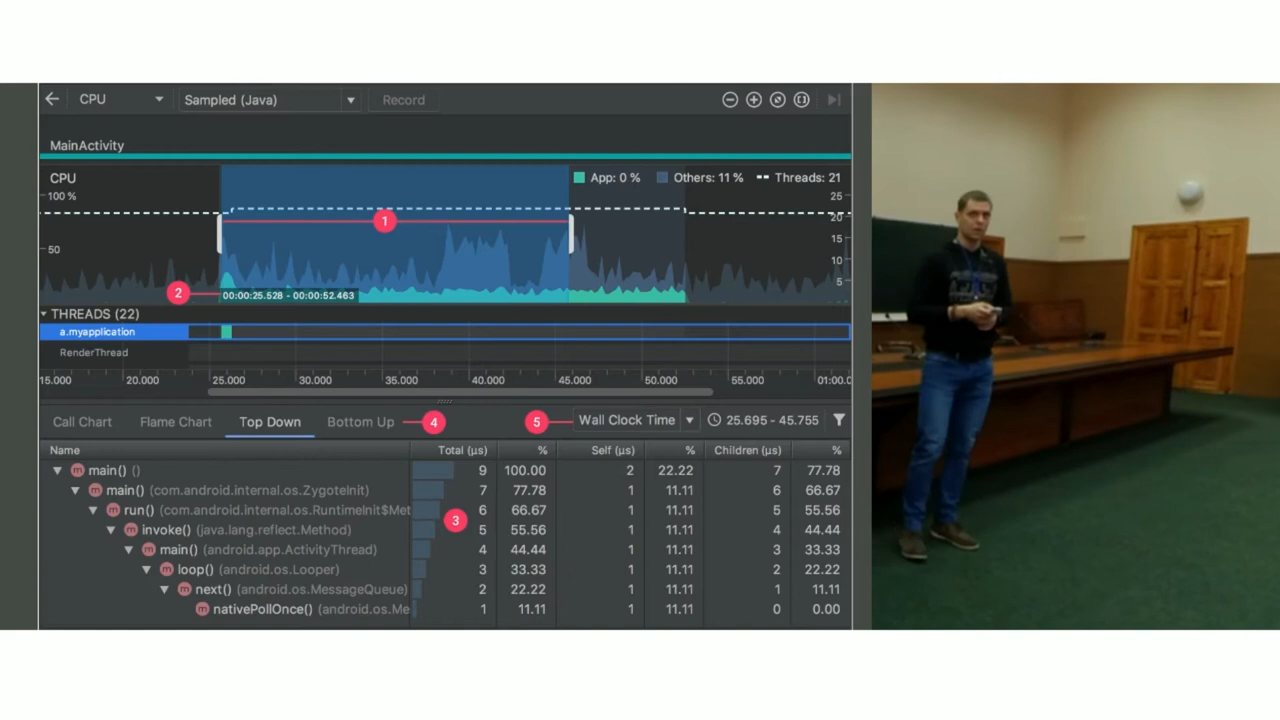 CPU Sampled (Java) Record
MainActivity
CPU App: 0 % Others: 11 % Threads: 21
100 % 25
20
50 15
10
5
1
2 00:00:25.528 - 00:00:52.463
THREADS (22)
a.myapplication
RenderThread
15.000 20.000 25.000 30.000 35.000 40.000 45.000 50.000 55.000 01:00.0
Call Chart Flame Chart Top Down Bottom Up 4 5 Wall Clock Time 25.695 - 45.755
Name Total (µs) % Self (µs) % Children (µs) %
m main() () 9 100.00 2 22.22 7 77.78
m main() (com.android.internal.os.ZygoteInit) 7 77.78 1 11.11 6 66.67
m run() (com.android.internal.os.RuntimeInit$Met 6 66.67 1 11.11 5 55.56
3
m invoke() (java.lang.reflect.Method) 5 55.56 1 11.11 4 44.44
m main() (android.app.ActivityThread) 4 44.44 1 11.11 3 33.33
m loop() (android.os.Looper) 3 33.33 1 11.11 2 22.22
m next() (android.os.MessageQueue) 2 22.22 1 11.11 1 11.11
m nativePollOnce() (android.os.Me 1 11.11 1 11.11 0 0.00